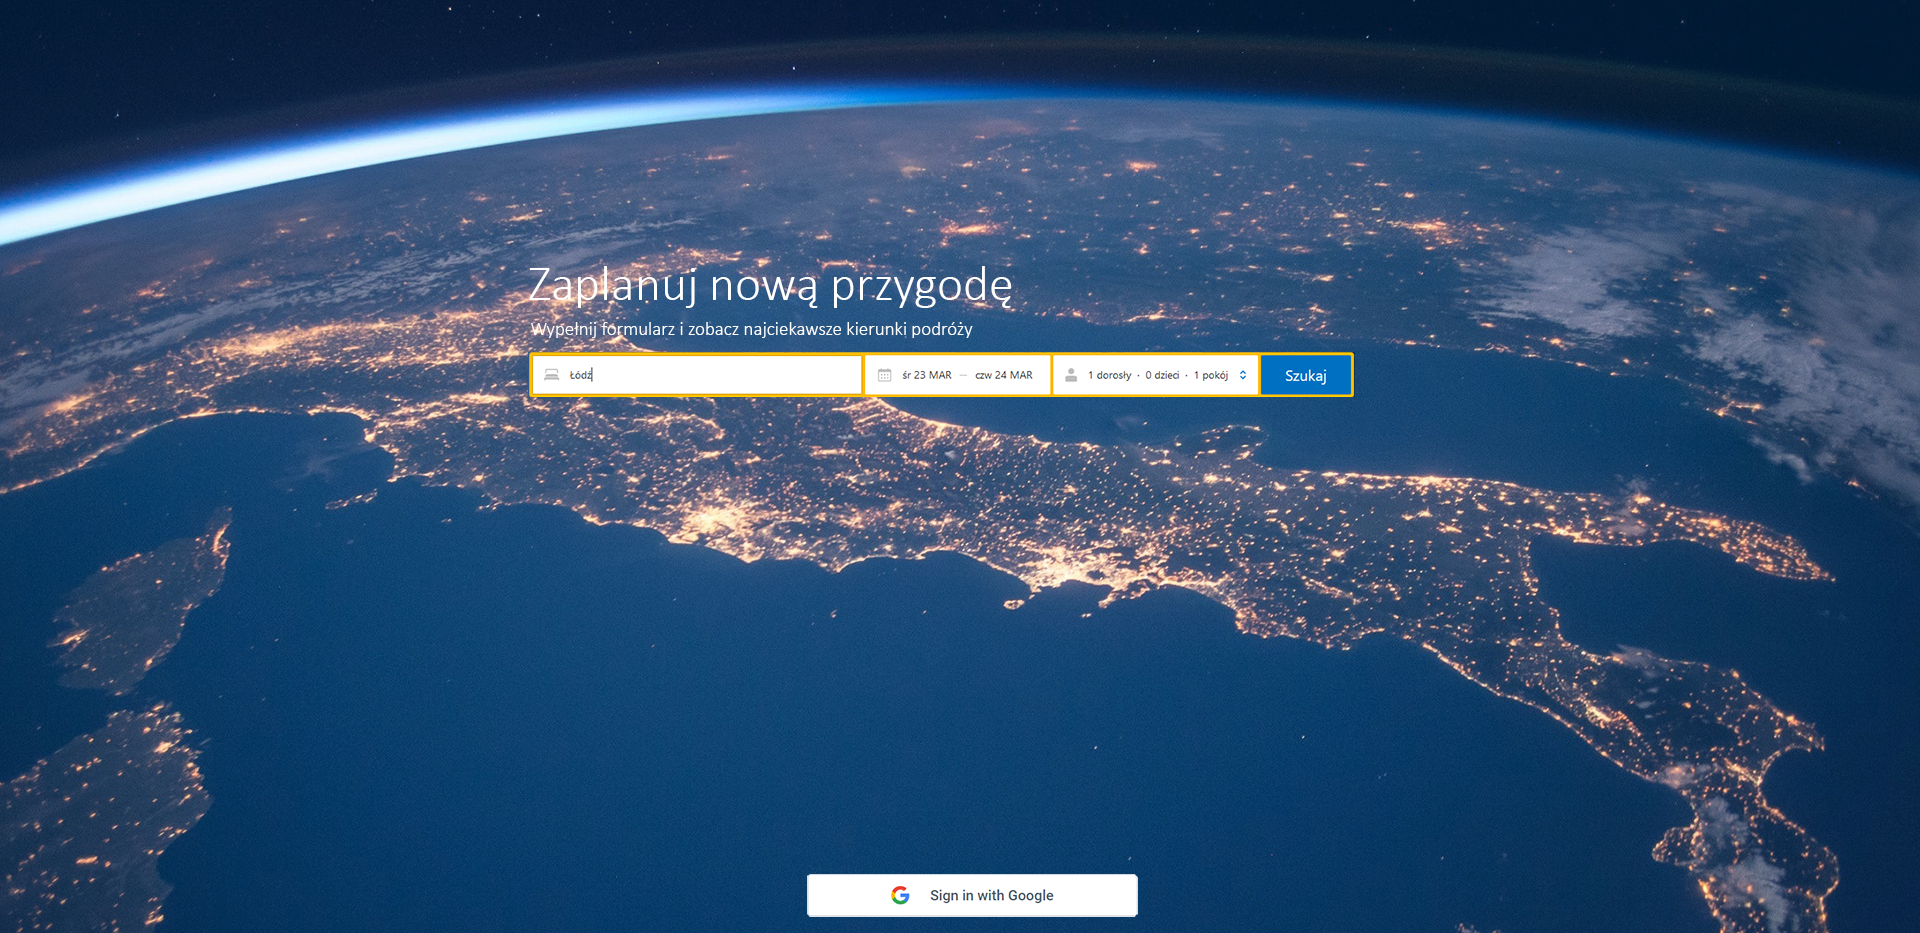 Zaplanuj nową przygodę
Wypełnij formularz i zobacz najciekawsze kierunki podróży
Łódź śr 23 MAR — czw 24 MAR 1 dorosły · 0 dzieci · 1 pokój Szukaj
Sign in with Google